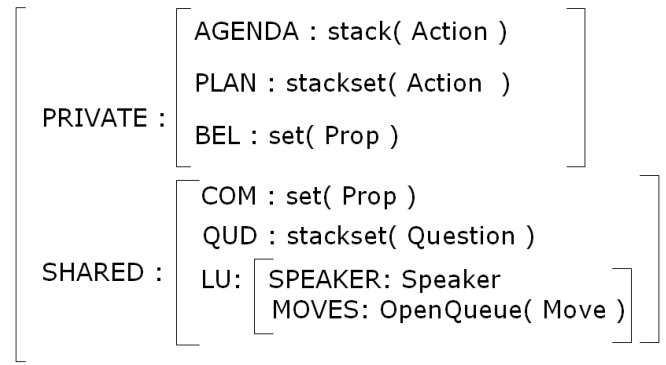 AGENDA : stack( Action )
PLAN : stackset( Action )
PRIVATE :
BEL : set( Prop )
COM : set( Prop )
QUD : stackset( Question )
SHARED :
LU:
SPEAKER: Speaker
MOVES: OpenQueue( Move )